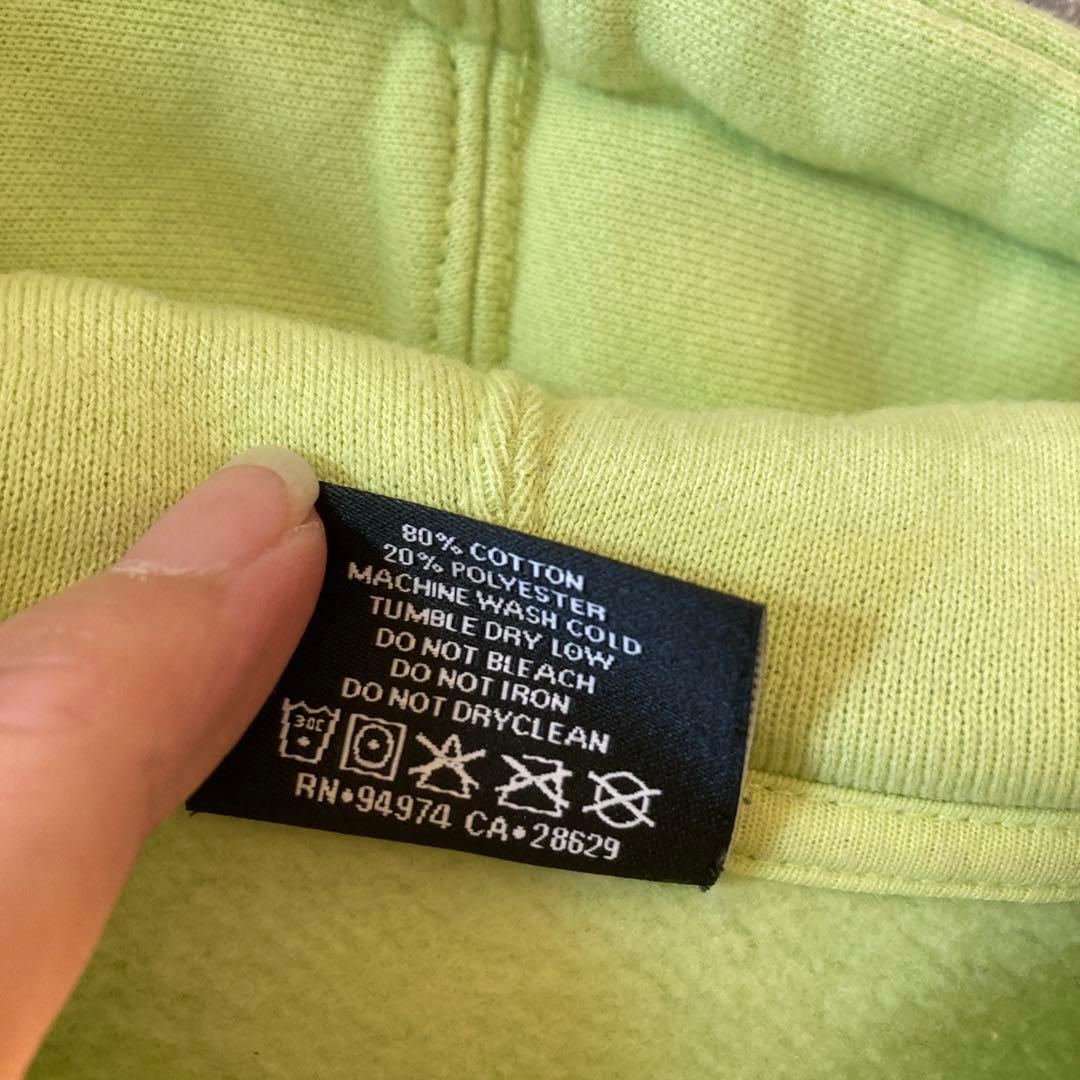 80% COTTON
20% POLYESTER
MACHINE WASH COLD
TUMBLE DRY LOW
DO NOT BLEACH
DO NOT IRON
DO NOT DRYCLEAN
30C
RN•94974 CA•28629